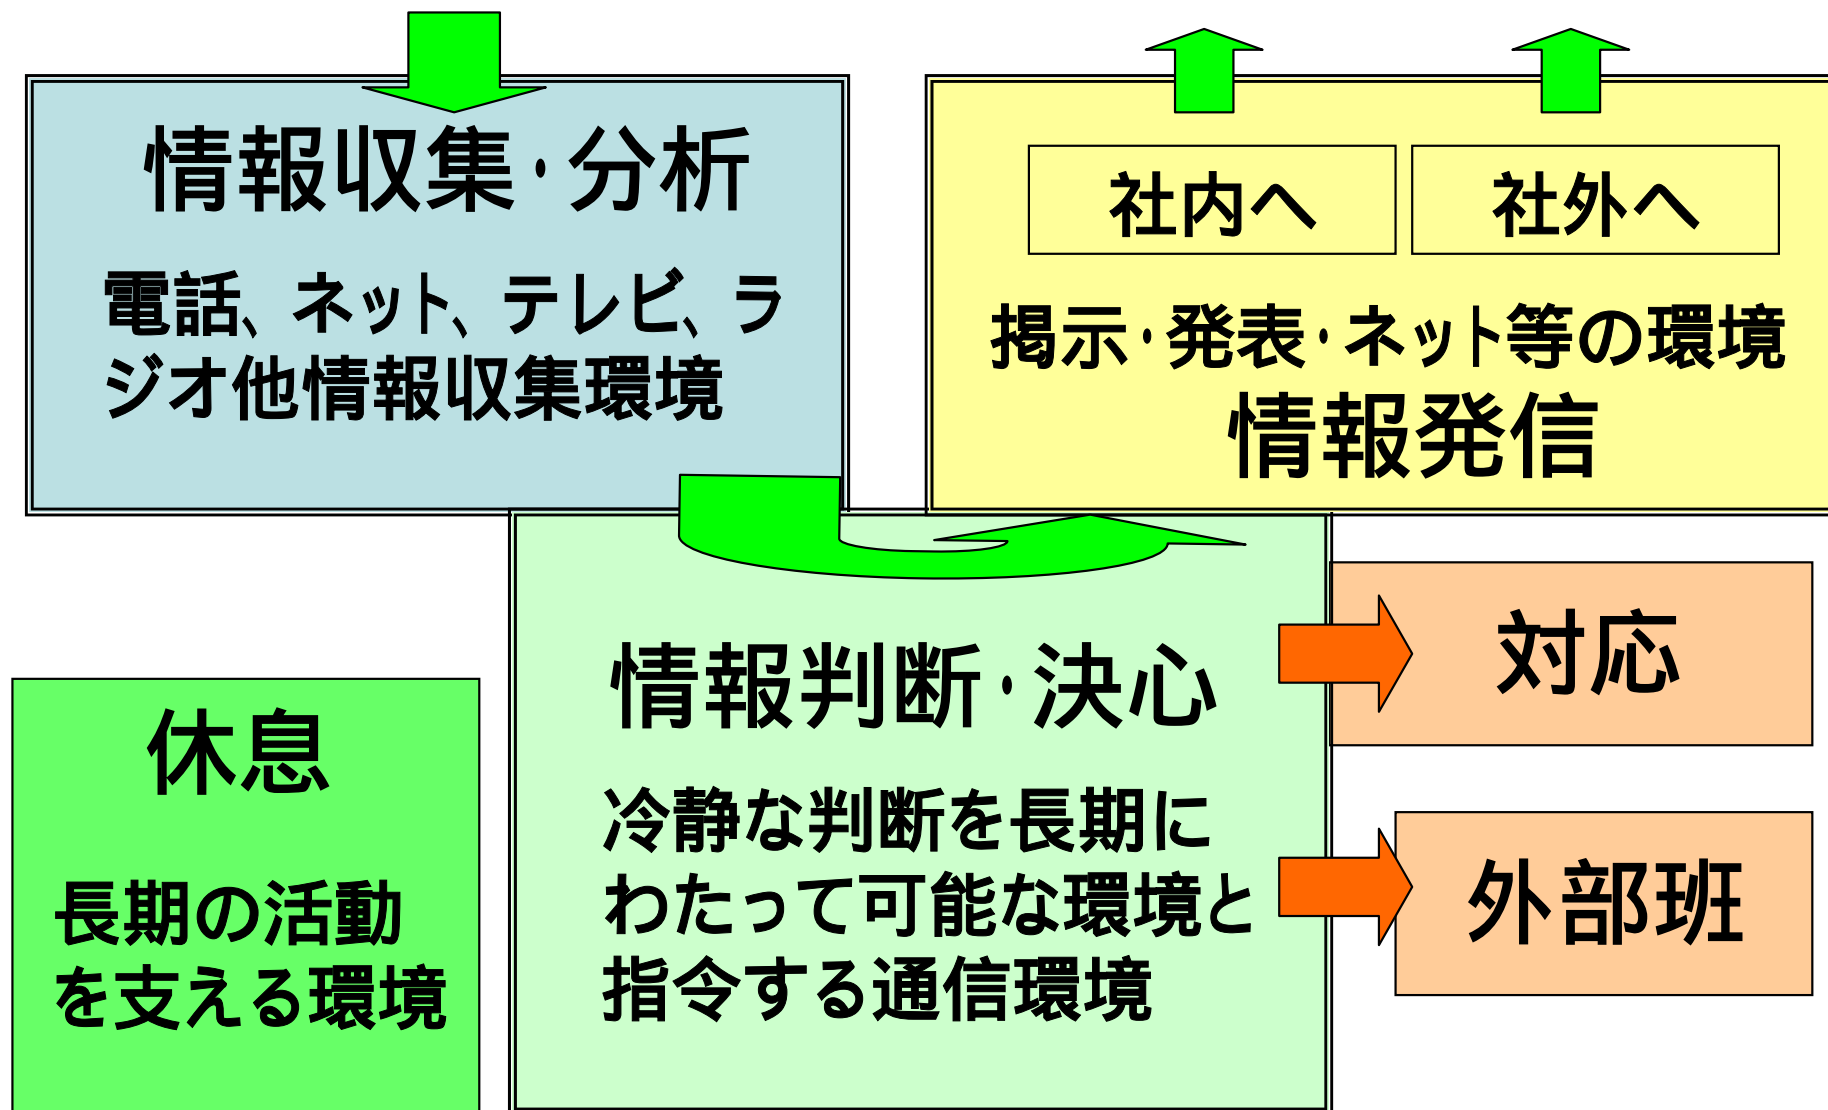 情報収集・分析
電話、ネット、テレビ、ラ
ジオ他情報収集環境
社内へ
社外へ
掲示・発表・ネット等の環境
情報発信
情報判断・決心
冷静な判断を長期に
わたって可能な環境と
指令する通信環境
対応
外部班
休息
長期の活動
を支える環境